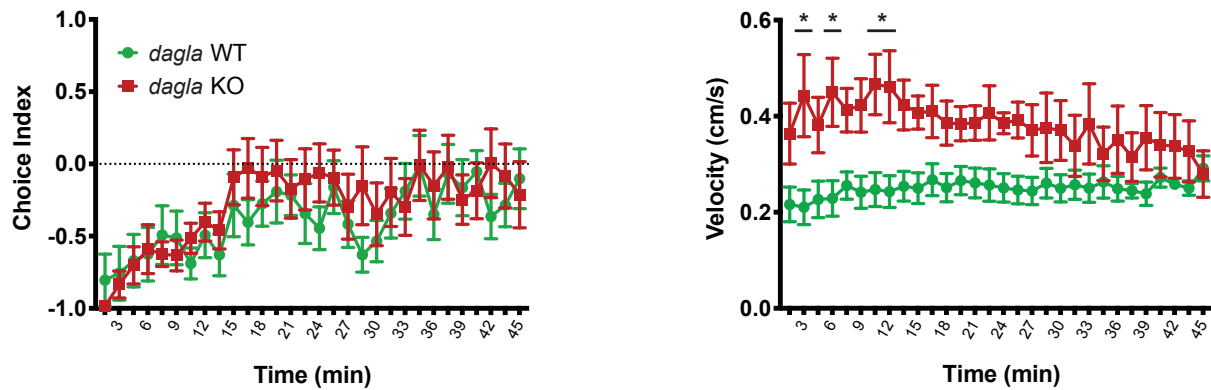 Choice Index
1.0
0.5
0.0
-0.5
-1.0
dagla WT
dagla KO
3 6 9 12 15 18 21 24 27 30 33 36 39 42 45
Time (min)
Velocity (cm/s)
0.6
0.4
0.2
0.0
* * *
3 6 9 12 15 18 21 24 27 30 33 36 39 42 45
Time (min)